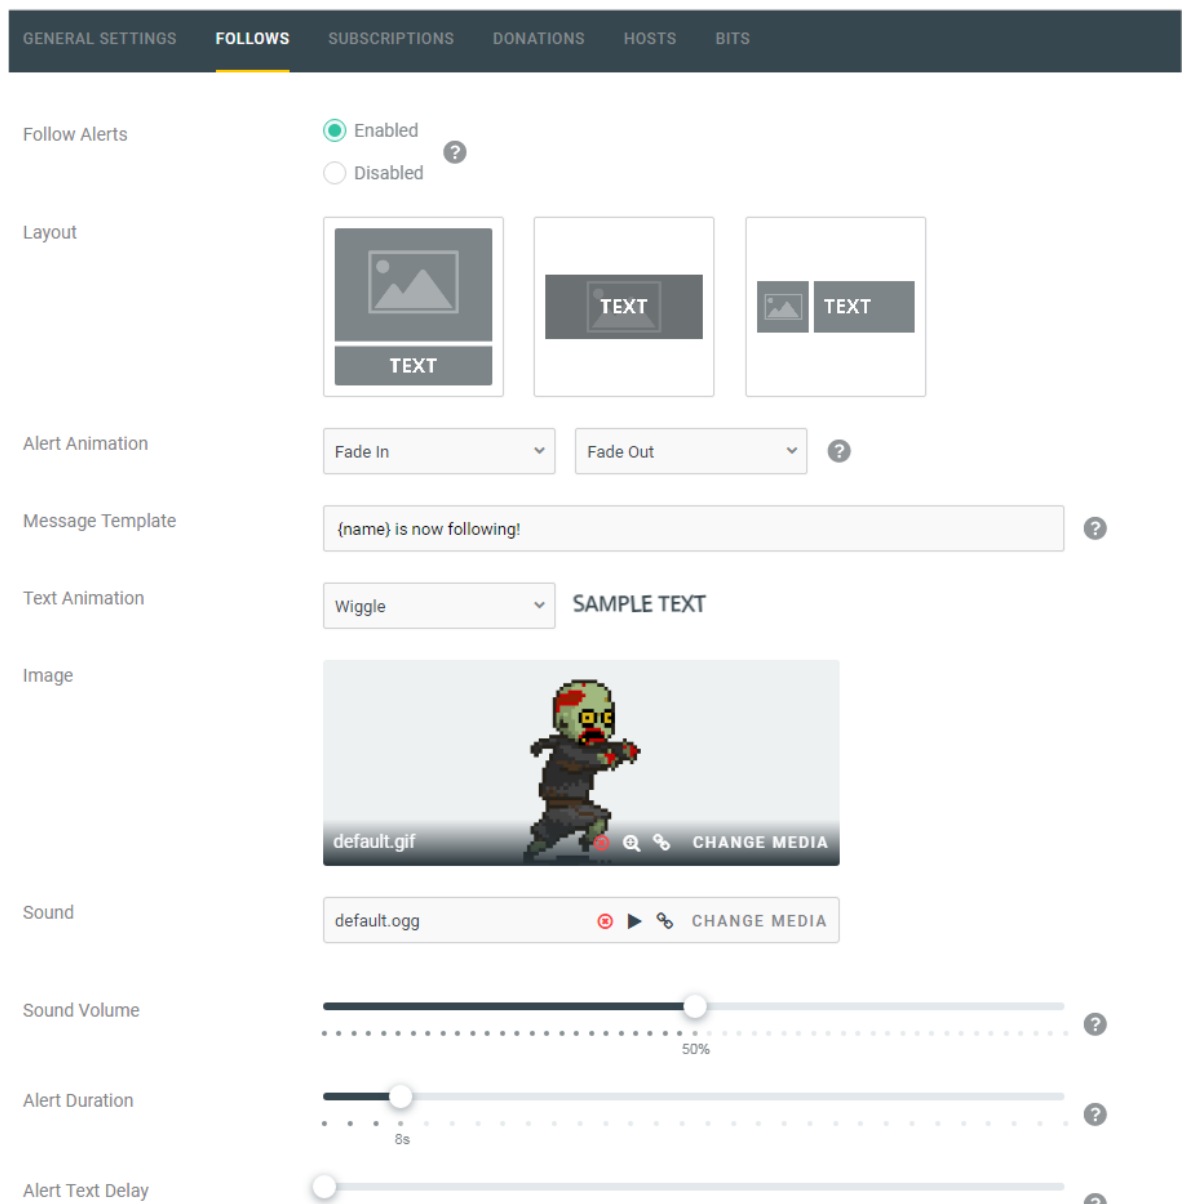 GENERAL SETTINGS FOLLOWS SUBSCRIPTIONS DONATIONS HOSTS BITS
Follow Alerts
Enabled
?
Disabled
Layout
TEXT
TEXT
TEXT
Alert Animation
Fade In
Fade Out
?
Message Template
{name} is now following!
?
Text Animation
Wiggle
SAMPLE TEXT
Image
default.gif
CHANGE MEDIA
Sound
default.ogg
CHANGE MEDIA
Sound Volume
?
50%
Alert Duration
?
8s
Alert Text Delay
?